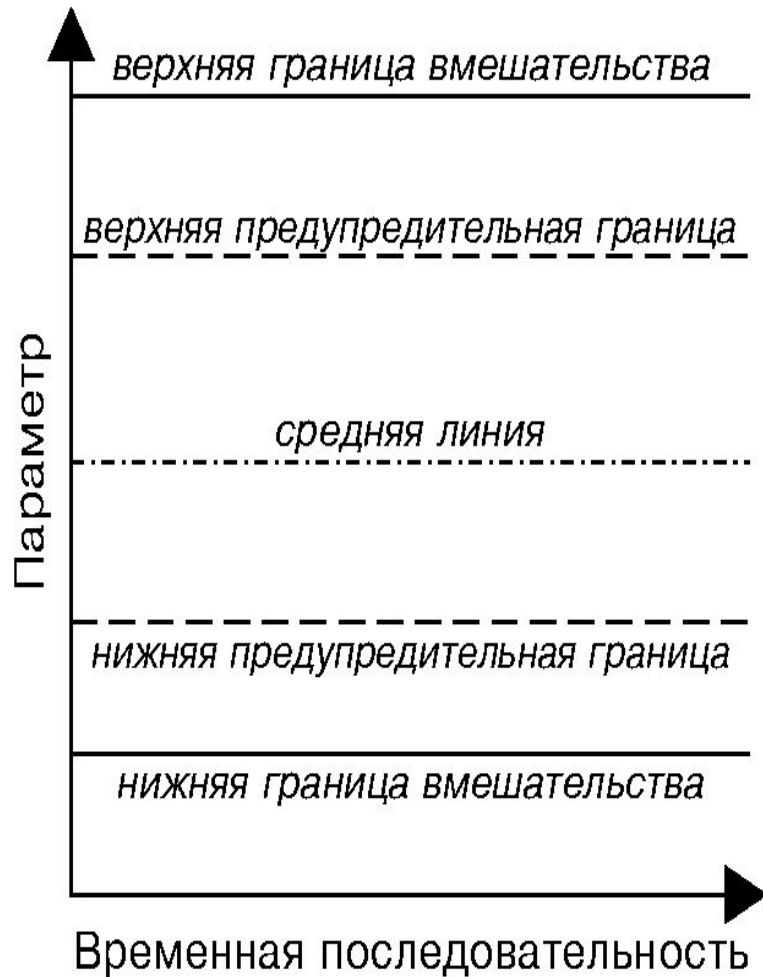 верхняя граница вмешательства
верхняя предупредительная граница
Параметр
средняя линия
нижняя предупредительная граница
нижняя граница вмешательства
Временная последовательность